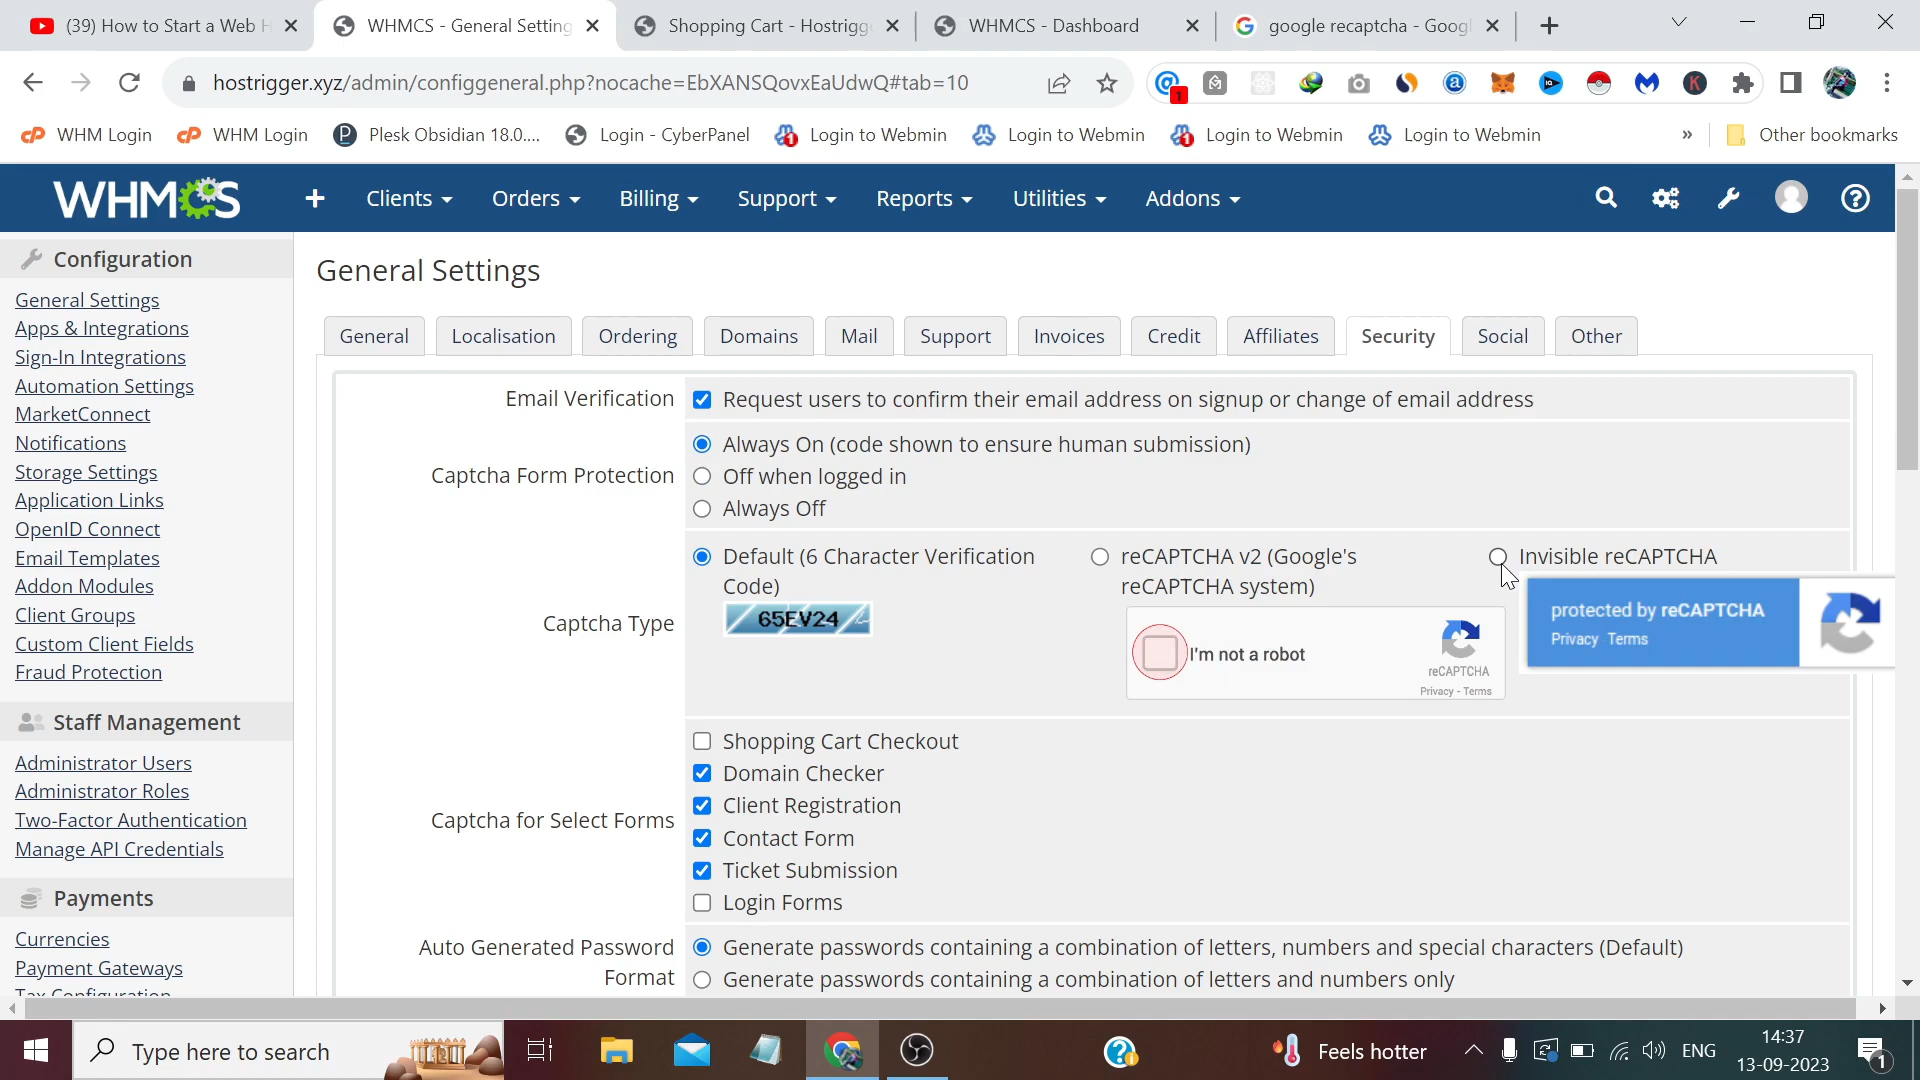 (39) How to Start a Web H
WHMCS - General Setting
Shopping Cart - Hostrigge
WHMCS - Dashboard
google recaptcha - Googl
hostrigger.xyz/admin/configgeneral.php?nocache=EbXANSQovxEaUdwQ#tab=10
WHM Login
WHM Login
Plesk Obsidian 18.0....
Login - CyberPanel
Login to Webmin
Login to Webmin
Login to Webmin
Login to Webmin
»
Other bookmarks
WHMCS
Clients
Orders
Billing
Support
Reports
Utilities
Addons
Configuration
General Settings
Apps & Integrations
Sign-In Integrations
Automation Settings
MarketConnect
Notifications
Storage Settings
Application Links
OpenID Connect
Email Templates
Addon Modules
Client Groups
Custom Client Fields
Fraud Protection
Staff Management
Administrator Users
Administrator Roles
Two-Factor Authentication
Manage API Credentials
Payments
Currencies
Payment Gateways
Tax Configuration
General Settings
General
Localisation
Ordering
Domains
Mail
Support
Invoices
Credit
Affiliates
Security
Social
Other
Email Verification
Request users to confirm their email address on signup or change of email address
Captcha Form Protection
Always On (code shown to ensure human submission)
Off when logged in
Always Off
Captcha Type
Default (6 Character Verification
Code)
65EV24
reCAPTCHA v2 (Google's
reCAPTCHA system)
I'm not a robot
reCAPTCHA
Privacy - Terms
Invisible reCAPTCHA
protected by reCAPTCHA
Privacy Terms
Captcha for Select Forms
Shopping Cart Checkout
Domain Checker
Client Registration
Contact Form
Ticket Submission
Login Forms
Auto Generated Password
Format
Generate passwords containing a combination of letters, numbers and special characters (Default)
Generate passwords containing a combination of letters and numbers only
Type here to search
Feels hotter
ENG
14:37
13-09-2023
1